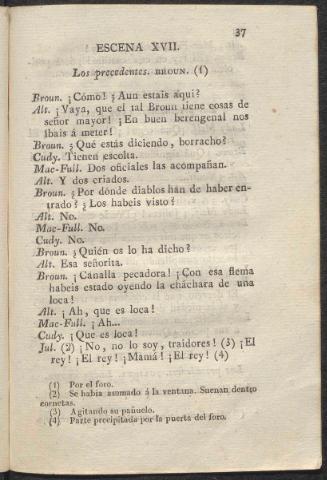 37
ESCENA XVII.
Los precedentes. BROUN. (1)
Broun. ¡Cómo! ¿Aun estais aquí?
Alt. ¡Vaya, que el tal Broun tiene cosas de
señor mayor! ¡En buen berengenal nos
ibais á meter!
Broun. ¿Qué estás diciendo, borracho?
Cudy. Tienen escolta.
Mac-Full. Dos oficiales las acompañan.
Alt. Y dos criados.
Broun. ¿Por dónde diablos han de haber en-
trado? ¿Los habeis visto?
Alt. No.
Mac-Full. No.
Cudy. No.
Broun. ¿Quién os lo ha dicho?
Alt. Esa señorita.
Broun. ¡Canalla pecadora! ¡Con esa flema
habeis estado oyendo la cháchara de una
loca!
Alt. ¡Ah, que es loca!
Mac-Full. ¡Ah...
Cudy. ¡Que es loca!
Jul. (2) ¡No, no lo soy, traidores! (3) ¡El
rey! ¡El rey! ¡Mamá! ¡El rey! (4)
(1) Por el foro.
(2) Se habia asomado á la ventana. Suenan dentro
cornetas.
(3) Agitando su pañuelo.
(4) Parte precipitada por la puerta del foro.